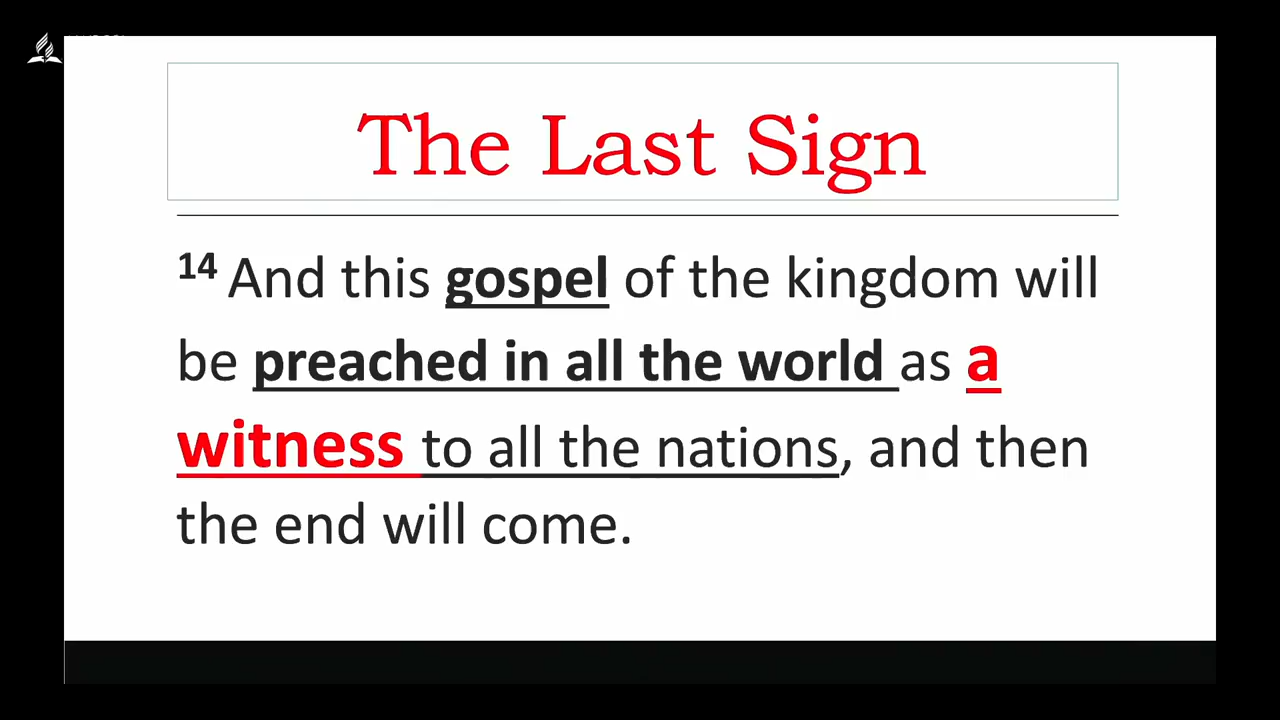 The Last Sign
14 And this gospel of the kingdom will
be preached in all the world as a
witness to all the nations, and then
the end will come.